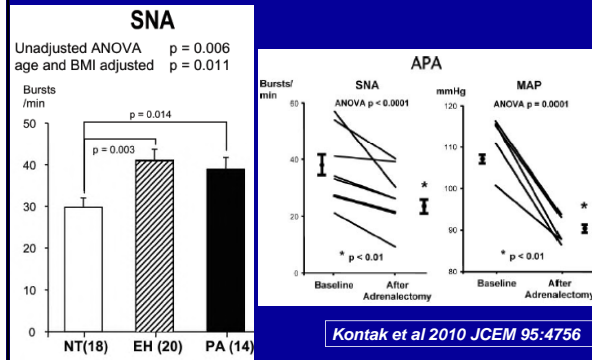 SNA
Unadjusted ANOVA p = 0.006
age and BMI adjusted p = 0.011
Bursts
/min
p = 0.014
p = 0.003
50
40
30
20
10
0
NT(18) EH (20) PA (14)
APA
Bursts/
min
SNA
ANOVA p < 0.0001
60
40
20
0
*
* p < 0.01
Baseline After
Adrenalectomy
mmHg
MAP
ANOVA p = 0.0001
120
110
100
90
80
*
* p < 0.01
Baseline After
Adrenalectomy
Kontak et al 2010 JCEM 95:4756